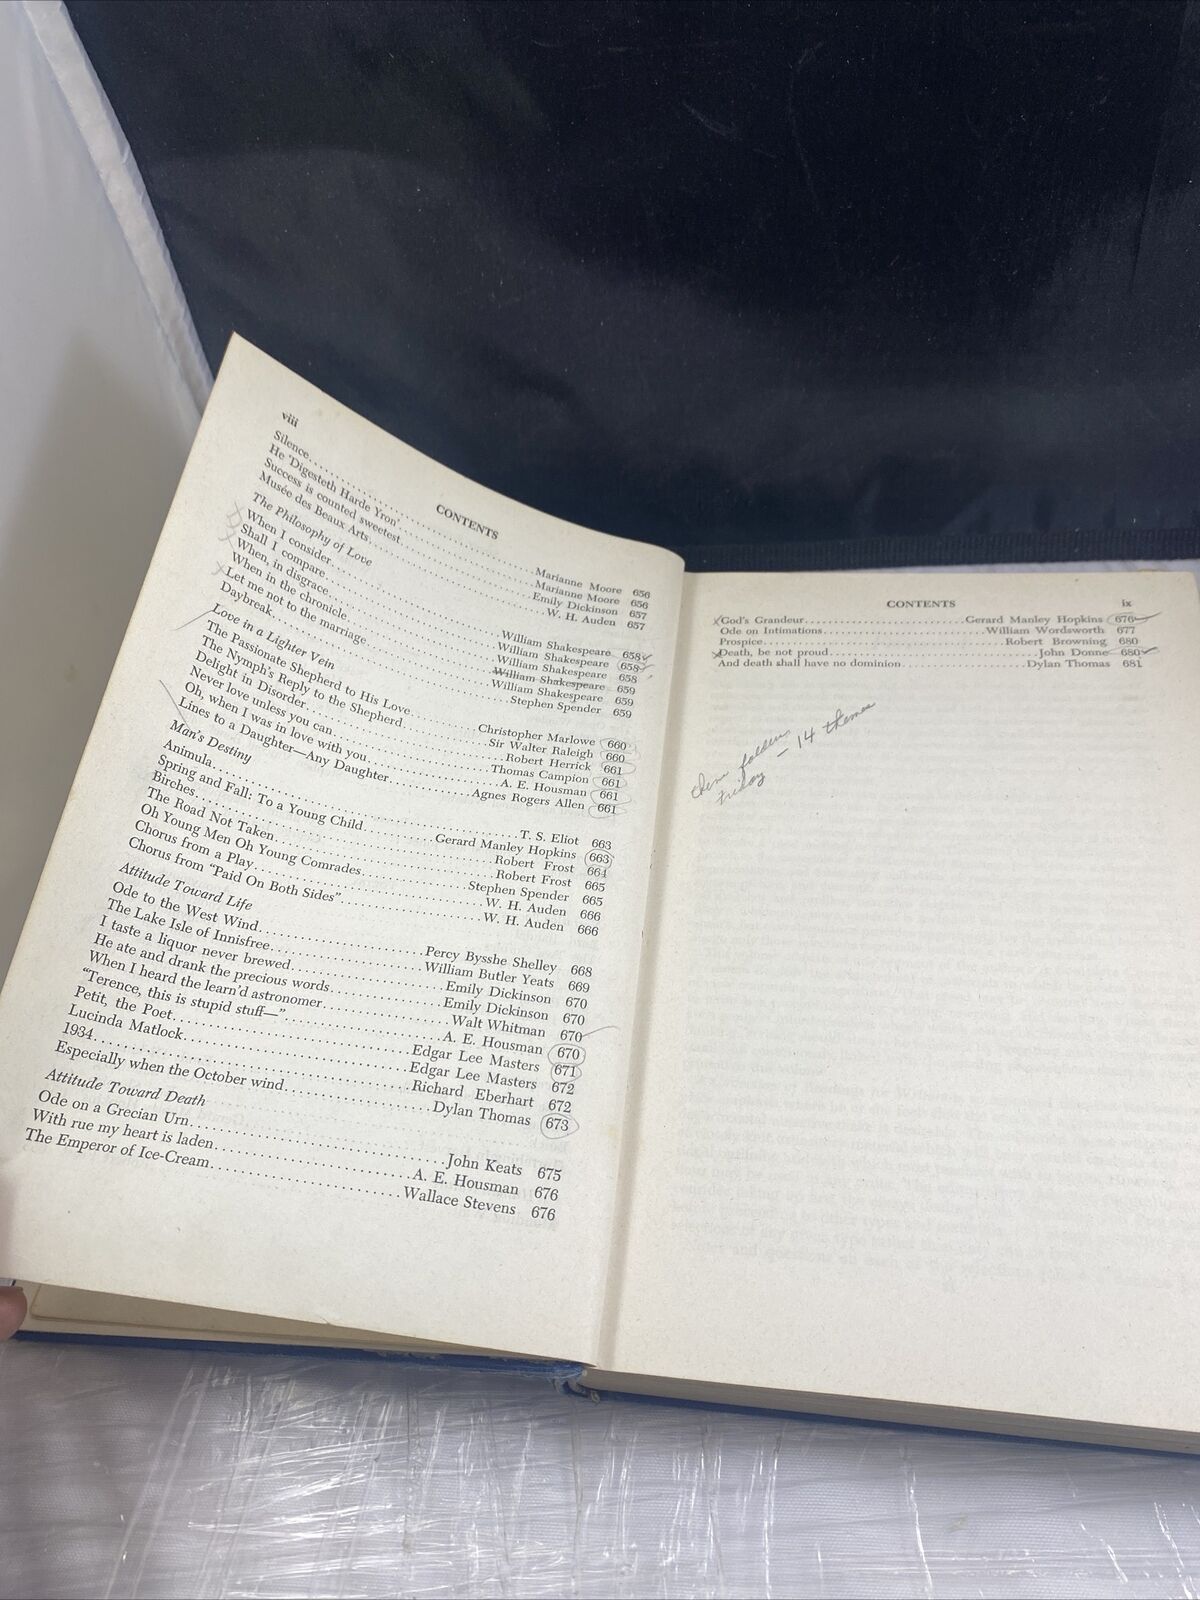 viii
CONTENTS
Silence..........Marianne Moore 656
He 'Digesteth Harde Yron'..........Marianne Moore 656
Success is counted sweetest..........Emily Dickinson 657
Musée des Beaux Arts..........W. H. Auden 657
The Philosophy of Love
When I consider..........William Shakespeare 658
Shall I compare..........William Shakespeare 658
When, in disgrace..........William Shakespeare 658
When in the chronicle..........William Shakespeare 659
Let me not to the marriage..........William Shakespeare 659
Daybreak..........Stephen Spender 659
Love in a Lighter Vein
The Passionate Shepherd to His Love..........Christopher Marlowe 660
The Nymph's Reply to the Shepherd..........Sir Walter Raleigh 660
Delight in Disorder..........Robert Herrick 661
Never love unless you can..........Thomas Campion 661
Oh, when I was in love with you..........A. E. Housman 661
Lines to a Daughter—Any Daughter..........Agnes Rogers Allen 661
Man's Destiny
Animula..........T. S. Eliot 663
Spring and Fall: To a Young Child..........Gerard Manley Hopkins 663
Birches..........Robert Frost 664
The Road Not Taken..........Robert Frost 665
Oh Young Men Oh Young Comrades..........Stephen Spender 665
Chorus from a Play..........W. H. Auden 666
Chorus from "Paid On Both Sides"..........W. H. Auden 666
Attitude Toward Life
Ode to the West Wind..........Percy Bysshe Shelley 668
The Lake Isle of Innisfree..........William Butler Yeats 669
I taste a liquor never brewed..........Emily Dickinson 670
He ate and drank the precious words..........Emily Dickinson 670
When I heard the learn'd astronomer..........Walt Whitman 670
"Terence, this is stupid stuff—"..........A. E. Housman 670
Petit, the Poet..........Edgar Lee Masters 671
Lucinda Matlock..........Edgar Lee Masters 672
1934..........Richard Eberhart 672
Especially when the October wind..........Dylan Thomas 673
Attitude Toward Death
Ode on a Grecian Urn..........John Keats 675
With rue my heart is laden..........A. E. Housman 676
The Emperor of Ice-Cream..........Wallace Stevens 676
CONTENTS ix
God's Grandeur..........Gerard Manley Hopkins 676
Ode on Intimations..........William Wordsworth 677
Prospice..........Robert Browning 680
Death, be not proud..........John Donne 680
And death shall have no dominion..........Dylan Thomas 681
14 themes
Friday